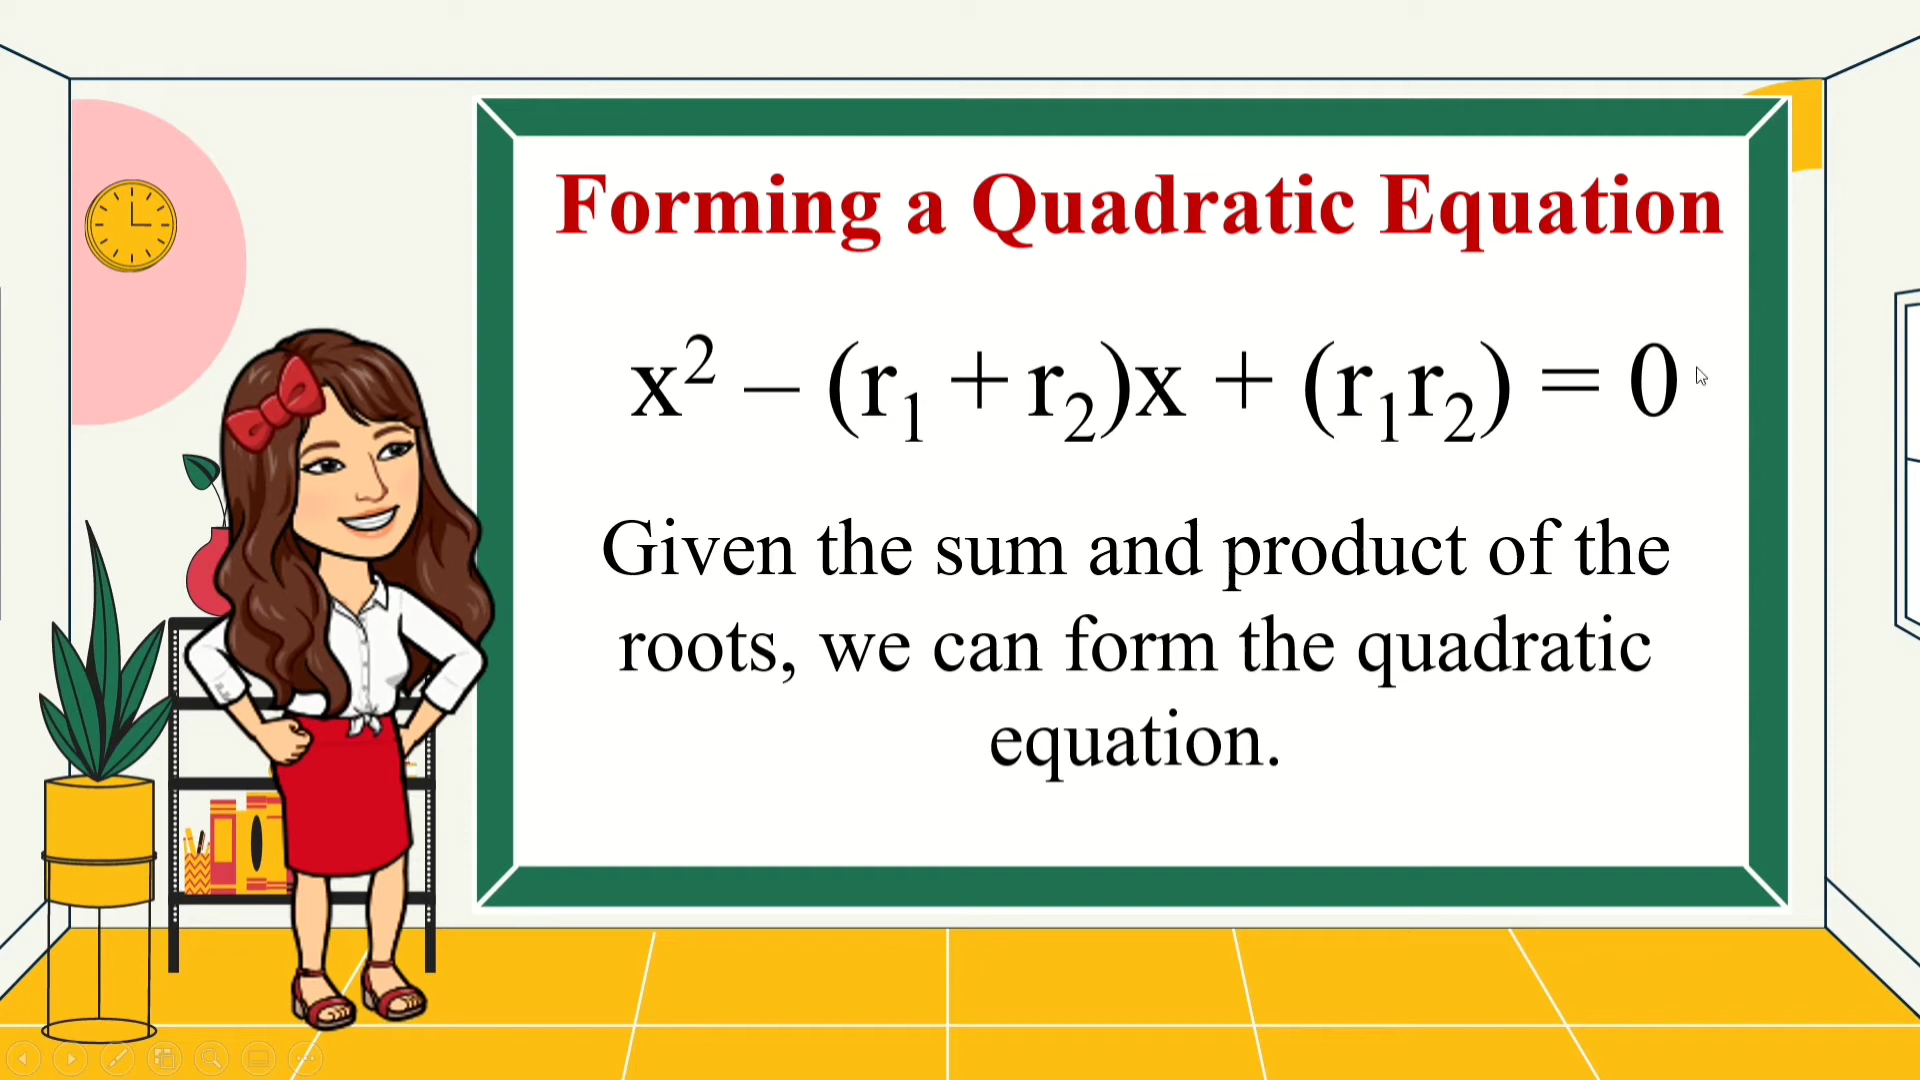 Forming a Quadratic Equation
x² – (r₁ + r₂)x + (r₁r₂) = 0
Given the sum and product of the
roots, we can form the quadratic
equation.